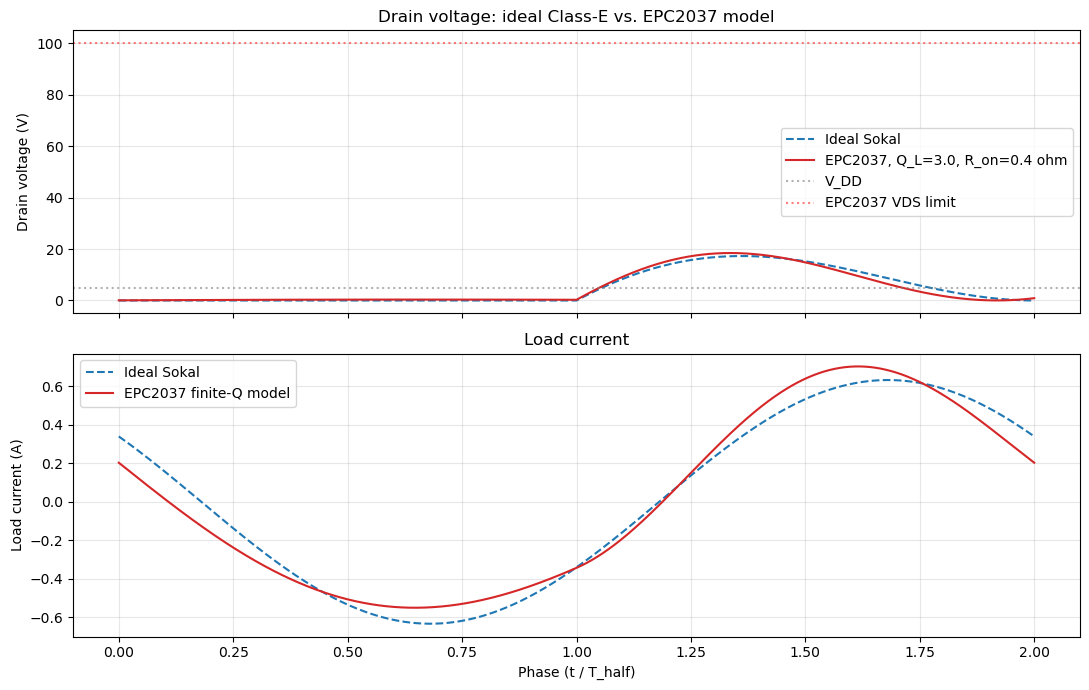 Drain voltage: ideal Class-E vs. EPC2037 model
Drain voltage (V)
100
80
60
40
20
0
Ideal Sokal
EPC2037, Q_L=3.0, R_on=0.4 ohm
V_DD
EPC2037 VDS limit
Load current
Load current (A)
0.6
0.4
0.2
0.0
−0.2
−0.4
−0.6
Ideal Sokal
EPC2037 finite-Q model
0.00 0.25 0.50 0.75 1.00 1.25 1.50 1.75 2.00
Phase (t / T_half)